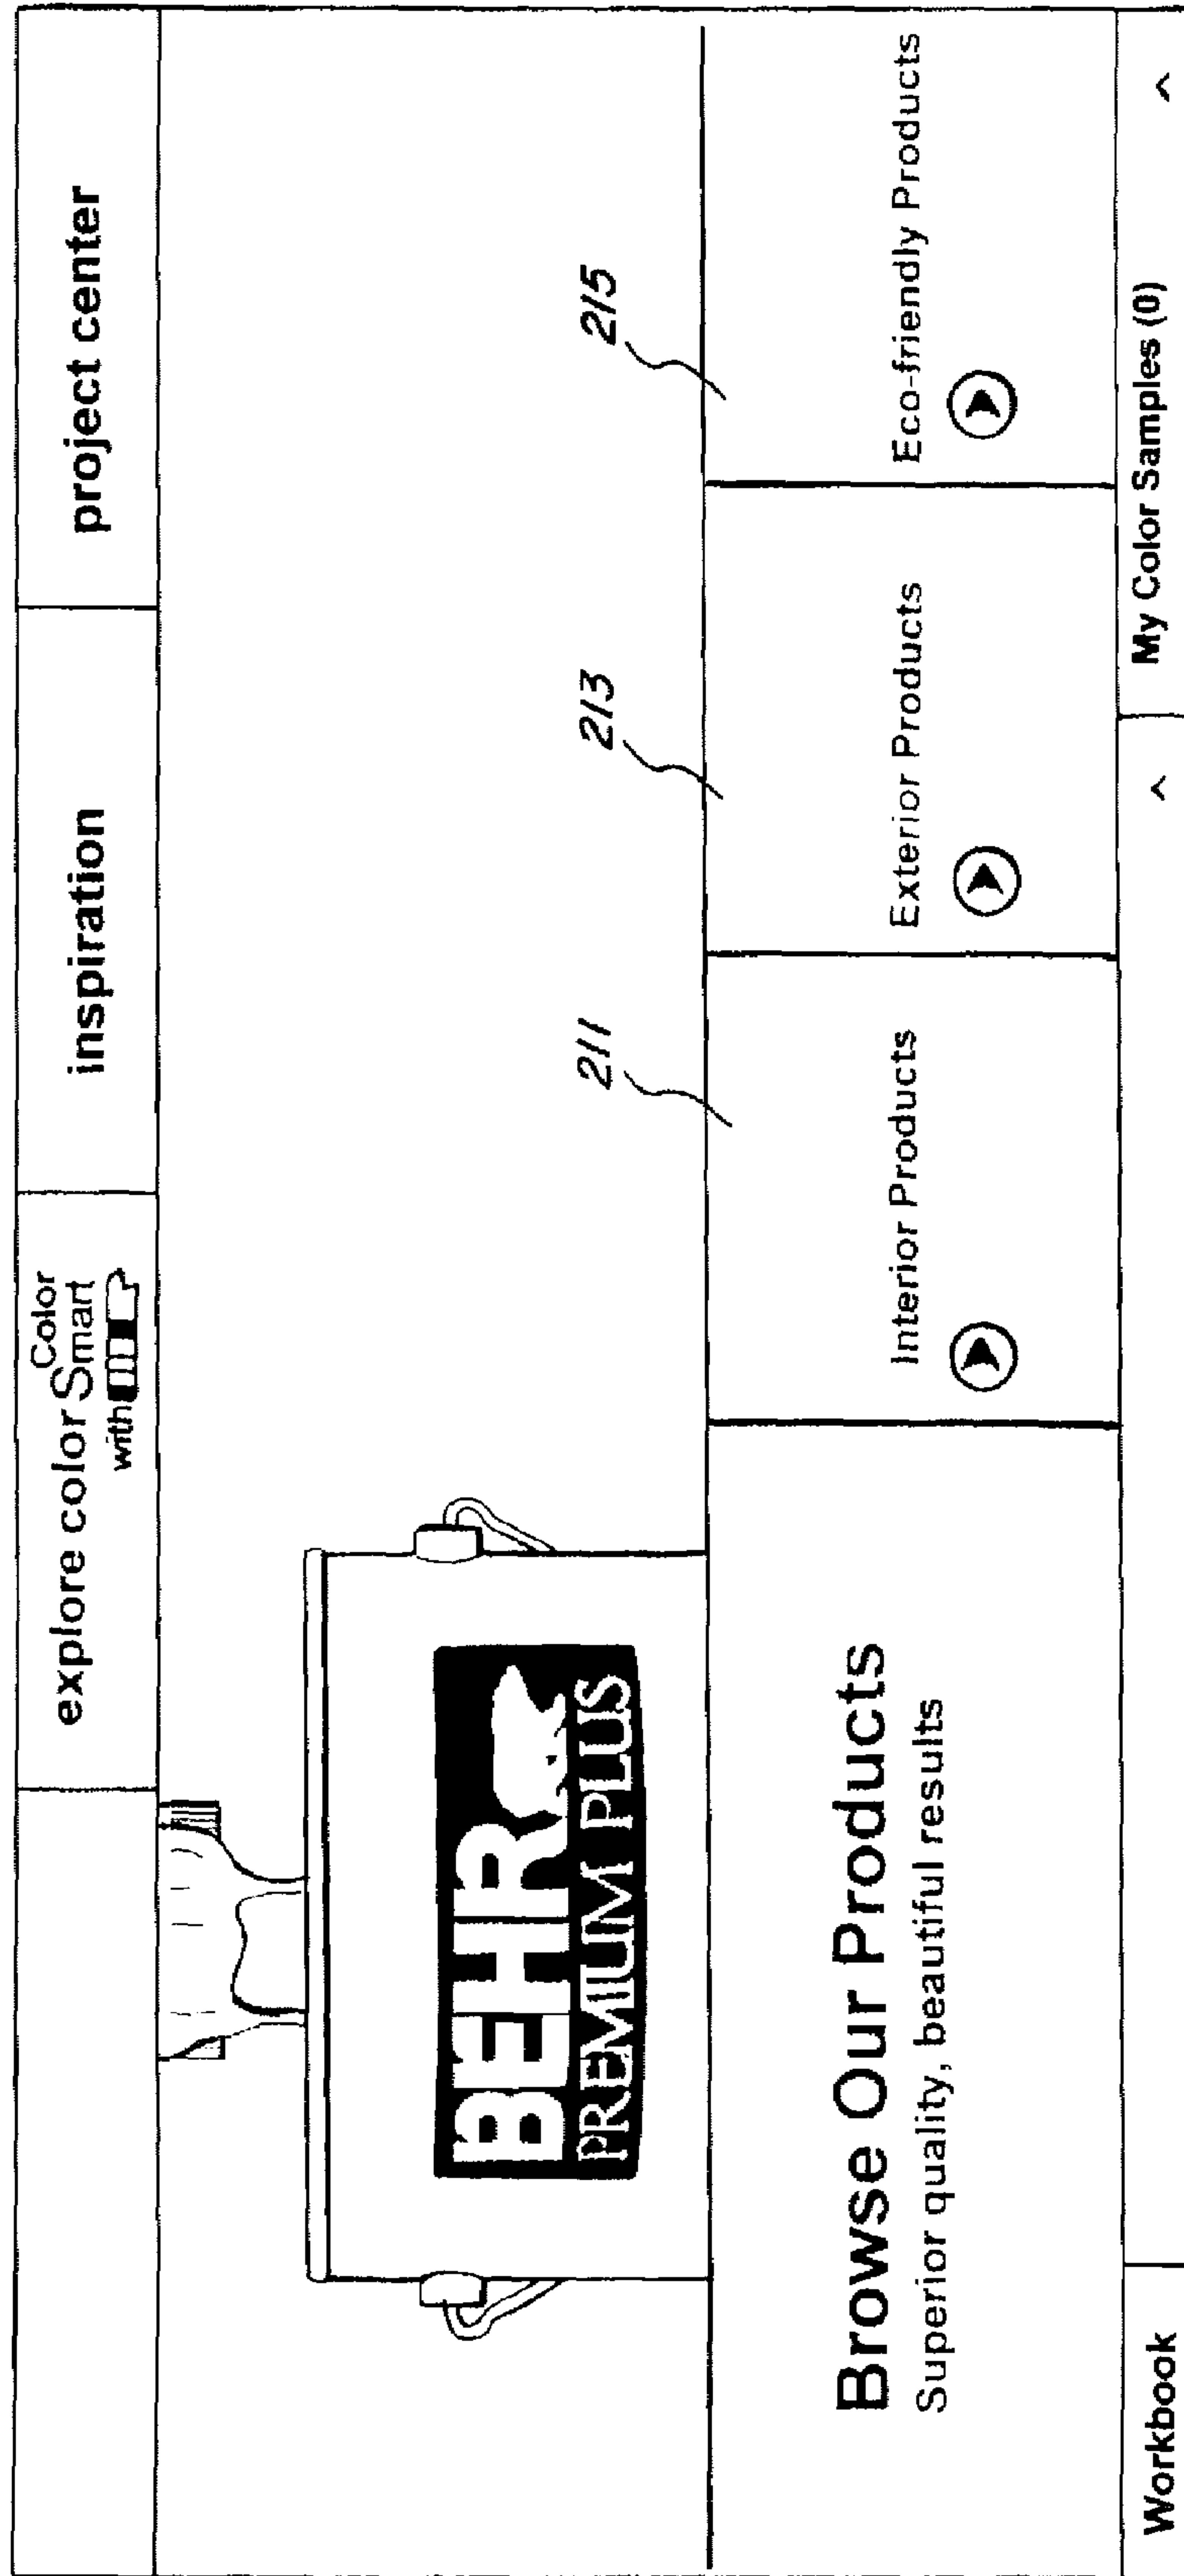 explore color
Color
Smart
with
inspiration
project center
BEHR
PREMIUM PLUS
211
213
215
Browse Our Products
Superior quality, beautiful results
Interior Products
Exterior Products
Eco-friendly Products
Workbook
^
My Color Samples (0)
^